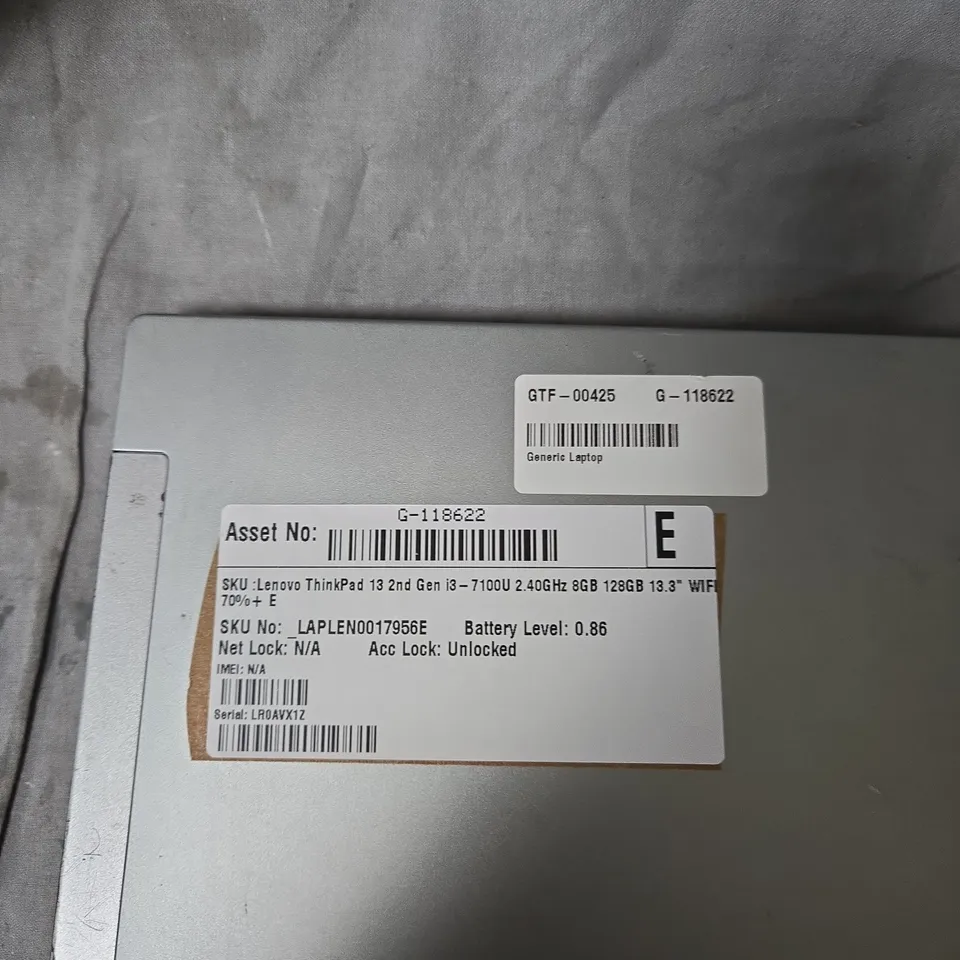 GTF-00425 G-118622
Generic Laptop
G-118622
Asset No:
E
SKU :Lenovo ThinkPad 13 2nd Gen i3-7100U 2.40GHz 8GB 128GB 13.3" WIFI
70%+ E
SKU No: _LAPLEN0017956E Battery Level: 0.86
Net Lock: N/A Acc Lock: Unlocked
IMEI: N/A
Serial: LR0AVX1Z